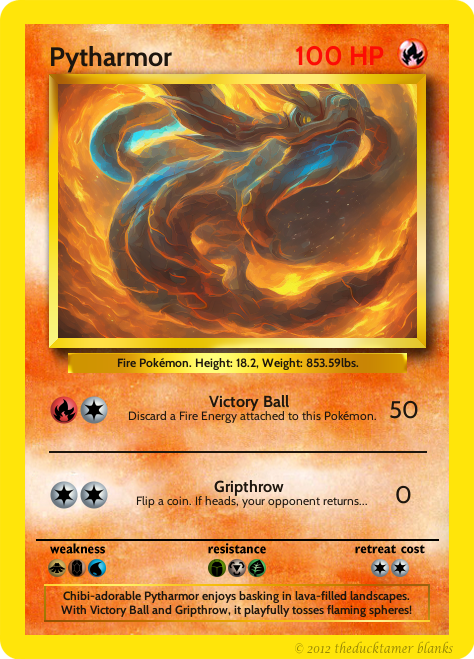 Pytharmor 100 HP
Fire Pokémon. Height: 18.2, Weight: 853.59lbs.
Victory Ball
Discard a Fire Energy attached to this Pokémon. 50
Gripthrow
Flip a coin. If heads, your opponent returns... 0
weakness resistance retreat cost
Chibi-adorable Pytharmor enjoys basking in lava-filled landscapes.
With Victory Ball and Gripthrow, it playfully tosses flaming spheres!
© 2012 theducktamer blanks